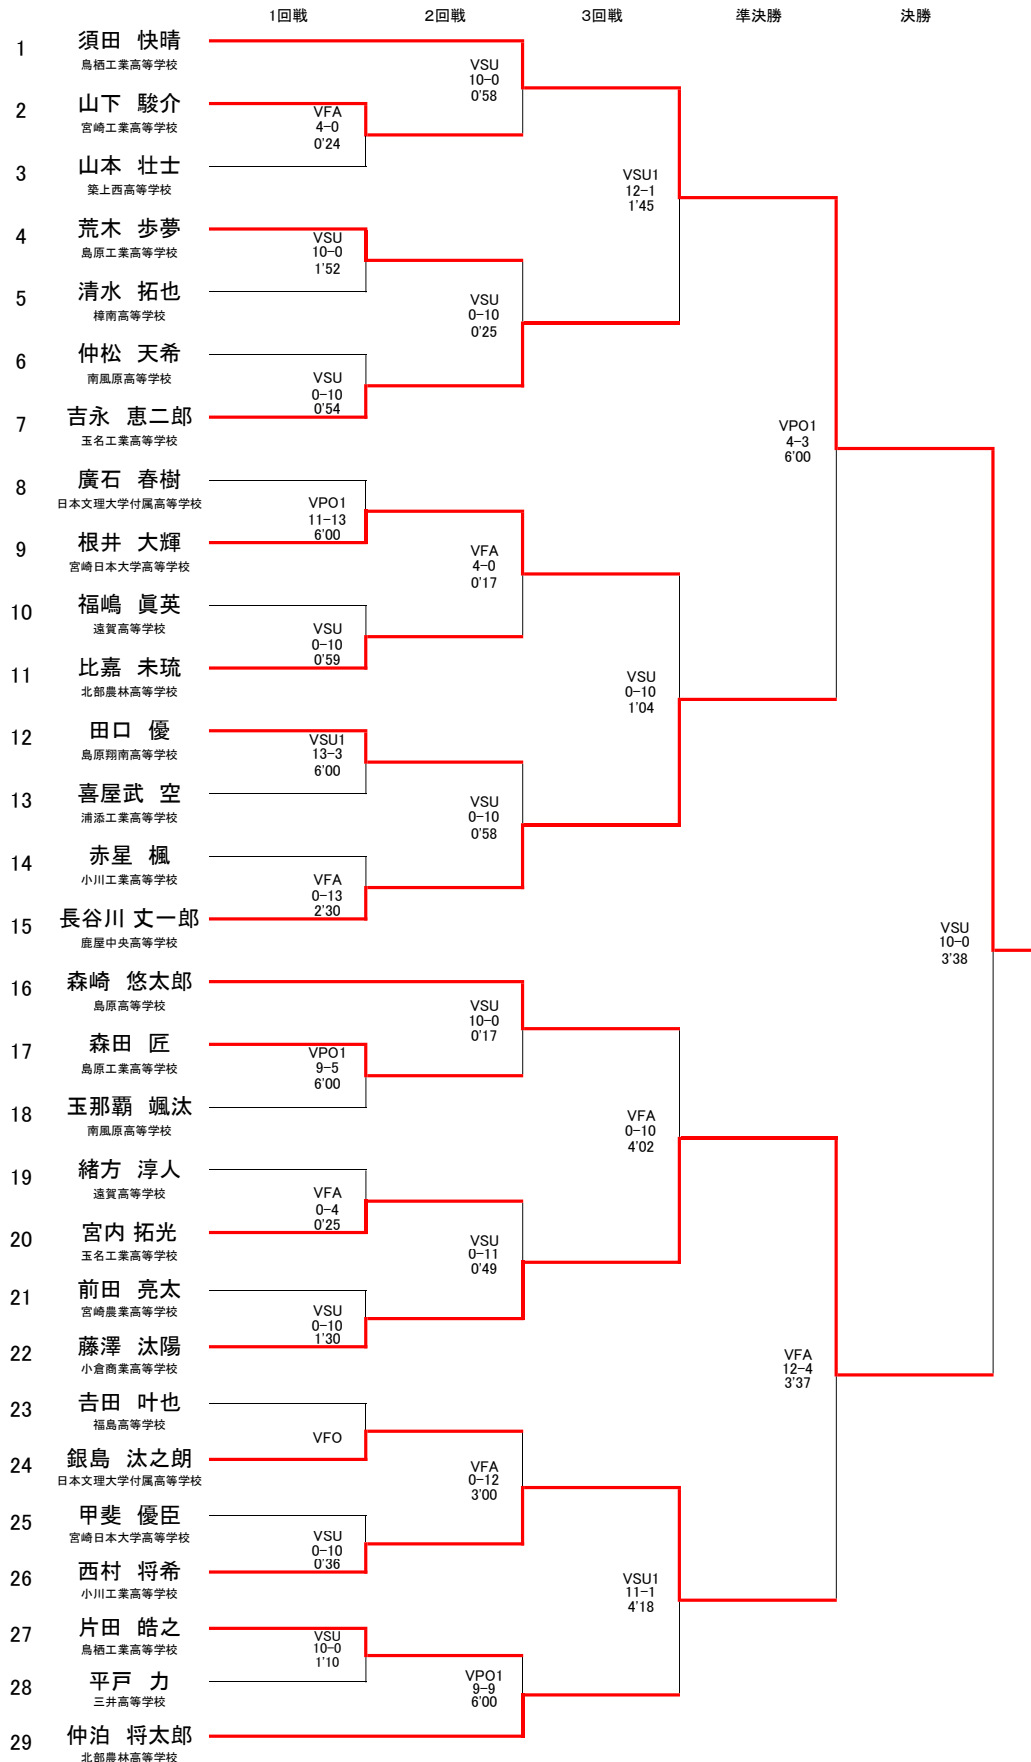 1回戦 2回戦 3回戦 準決勝 決勝
1 須田 快晴
鳥栖工業高等学校
VSU
10-0
0'58
2 山下 駿介
宮崎工業高等学校
VFA
4-0
0'24
3 山本 壮士
築上西高等学校
VSU1
12-1
1'45
4 荒木 歩夢
島原工業高等学校
VSU
10-0
1'52
5 清水 拓也
樟南高等学校
VSU
0-10
0'25
6 仲松 天希
南風原高等学校
VSU
0-10
0'54
7 吉永 恵二郎
玉名工業高等学校
VPO1
4-3
6'00
8 廣石 春樹
日本文理大学付属高等学校
VPO1
11-13
6'00
9 根井 大輝
宮崎日本大学高等学校
VFA
4-0
0'17
10 福嶋 眞英
遠賀高等学校
VSU
0-10
0'59
11 比嘉 未琉
北部農林高等学校
VSU
0-10
1'04
12 田口 優
島原翔南高等学校
VSU1
13-3
6'00
13 喜屋武 空
浦添工業高等学校
VSU
0-10
0'58
14 赤星 楓
小川工業高等学校
VFA
0-13
2'30
15 長谷川 丈一郎
鹿屋中央高等学校
VSU
10-0
3'38
16 森崎 悠太郎
島原高等学校
VSU
10-0
0'17
17 森田 匠
島原工業高等学校
VPO1
9-5
6'00
18 玉那覇 颯汰
南風原高等学校
VFA
0-10
4'02
19 緒方 淳人
遠賀高等学校
VFA
0-4
0'25
20 宮内 拓光
玉名工業高等学校
VSU
0-11
0'49
21 前田 亮太
宮崎農業高等学校
VSU
0-10
1'30
22 藤澤 汰陽
小倉商業高等学校
VFA
12-4
3'37
23 吉田 叶也
福島高等学校
VFO
24 銀島 汰之朗
日本文理大学付属高等学校
VFA
0-12
3'00
25 甲斐 優臣
宮崎日本大学高等学校
VSU
0-10
0'36
26 西村 将希
小川工業高等学校
VSU1
11-1
4'18
27 片田 皓之
鳥栖工業高等学校
VSU
10-0
1'10
28 平戸 力
三井高等学校
VPO1
9-9
6'00
29 仲泊 将太郎
北部農林高等学校